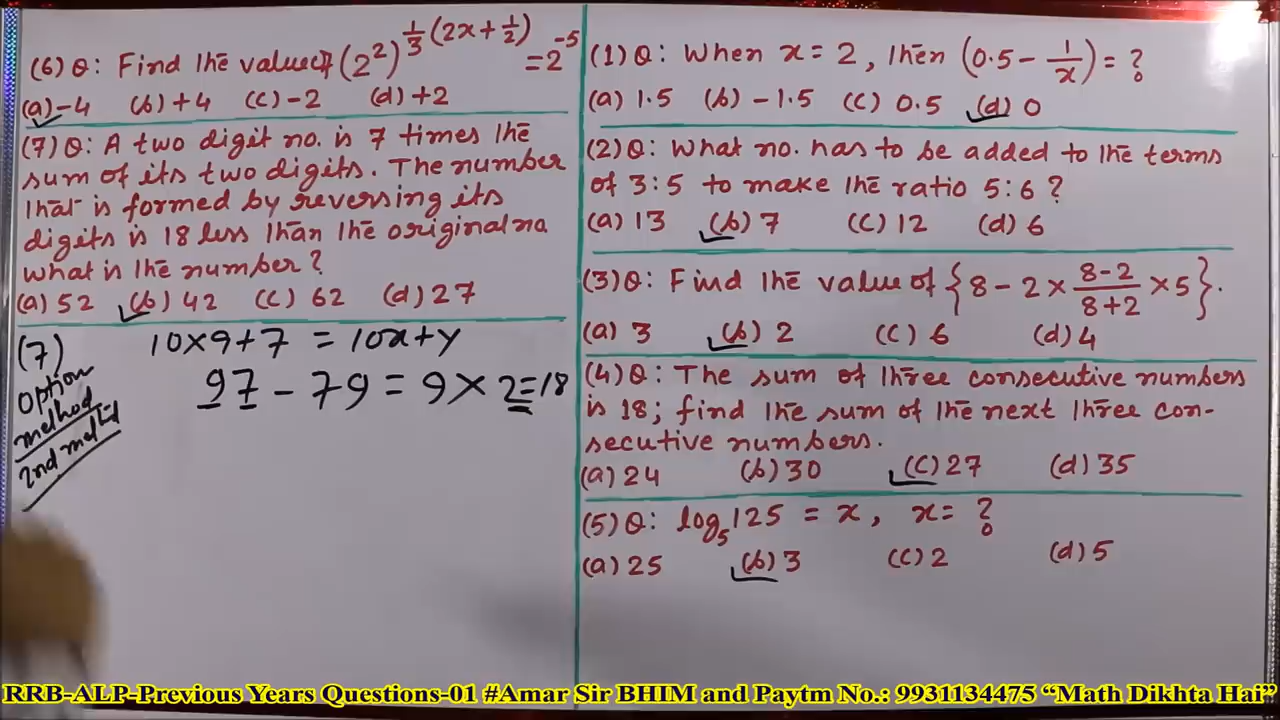 (6) Q: Find the value of (2²)^{1/3 (2x + 1/2)} = 2^{-5}
(a) -4 (b) +4 (c) -2 (d) +2
(7) Q: A two digit no. is 7 times the
sum of its two digits. The number
that is formed by reversing its
digits is 18 less than the original no
what is the number?
(a) 52 (b) 42 (c) 62 (d) 27
(7) 10×9+7 = 10x+y
option
method
2nd method
97 - 79 = 9 × 2 = 18
(1) Q: When x = 2, then (0.5 - 1/x) = ?
(a) 1.5 (b) -1.5 (c) 0.5 (d) 0
(2) Q: What no. has to be added to the terms
of 3:5 to make the ratio 5:6?
(a) 13 (b) 7 (c) 12 (d) 6
(3) Q: Find the value of {8 - 2 × 8-2/8+2 × 5}.
(a) 3 (b) 2 (c) 6 (d) 4
(4) Q: The sum of three consecutive numbers
is 18; find the sum of the next three con-
secutive numbers.
(a) 24 (b) 30 (c) 27 (d) 35
(5) Q: log₅125 = x, x = ?
(a) 25 (b) 3 (c) 2 (d) 5
RRB-ALP-Previous Years Questions-01 #Amar Sir BHIM and Paytm No.: 9931134475 “Math Dikhta Hai”